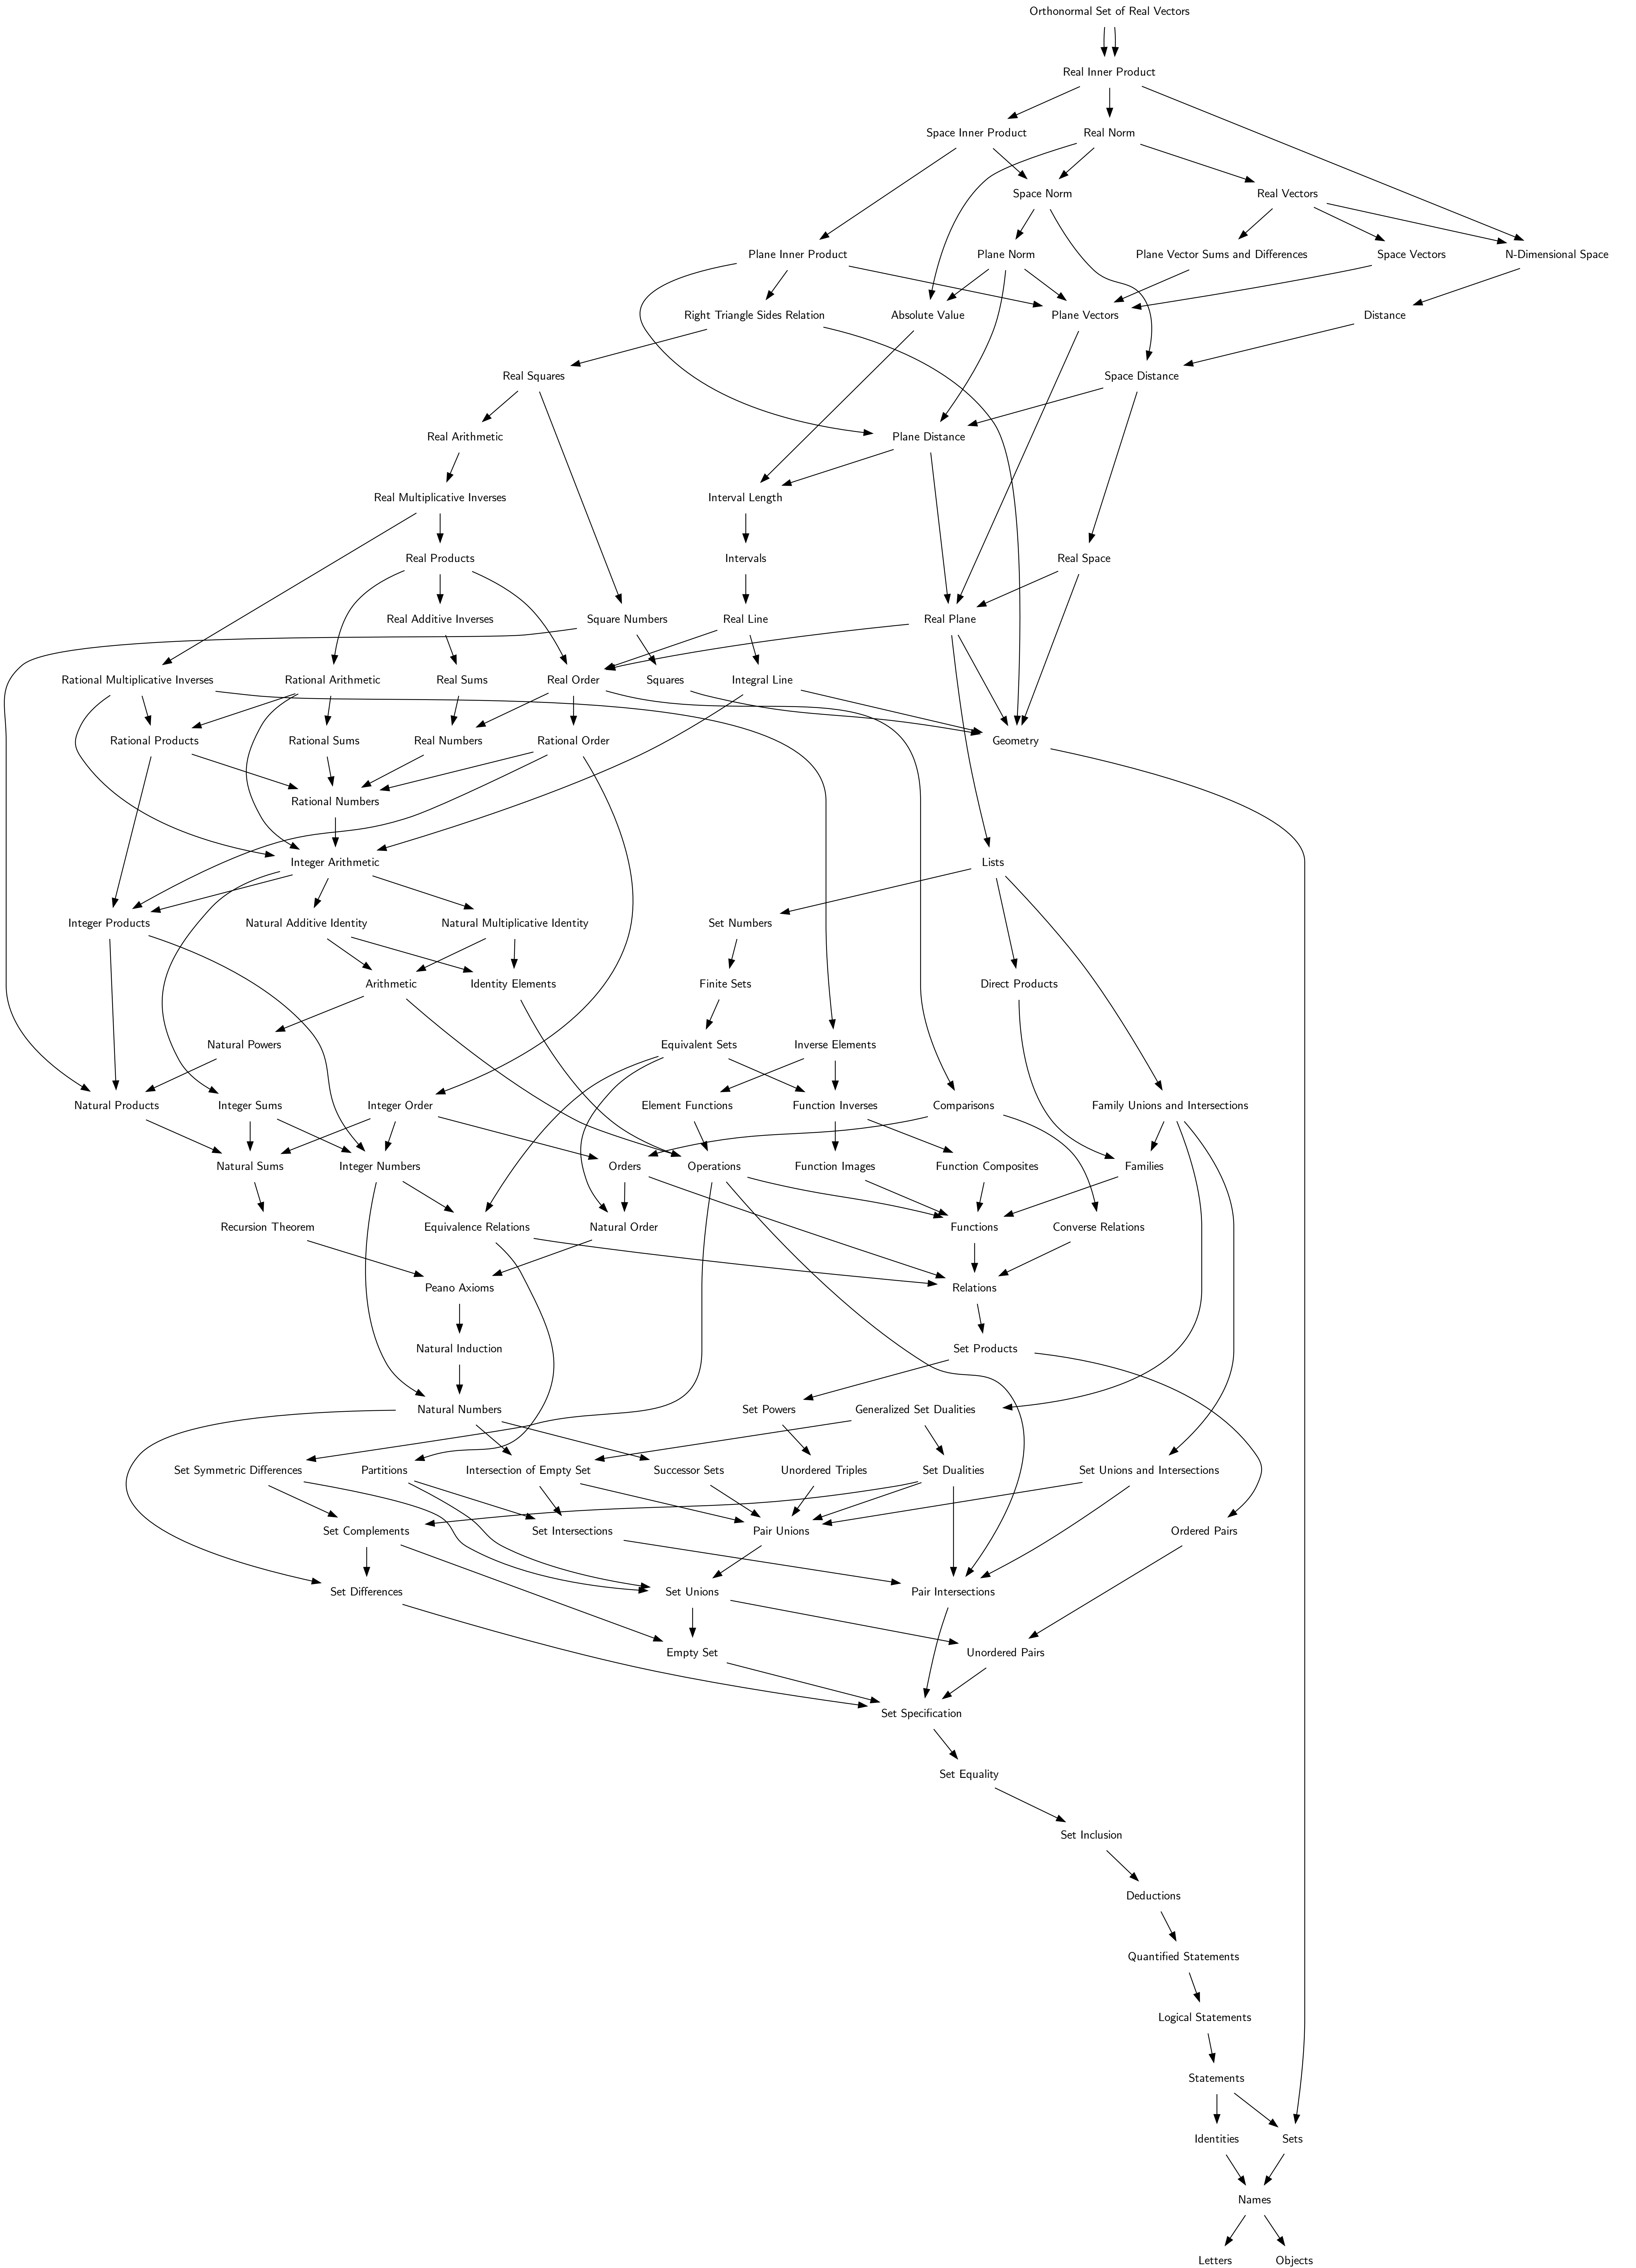 Orthonormal Set of Real Vectors
Real Inner Product
Space Inner Product
Real Norm
Space Norm
Real Vectors
Plane Inner Product
Plane Norm
Plane Vector Sums and Differences
Space Vectors
N-Dimensional Space
Right Triangle Sides Relation
Absolute Value
Plane Vectors
Distance
Real Squares
Space Distance
Real Arithmetic
Plane Distance
Real Multiplicative Inverses
Interval Length
Real Products
Intervals
Real Space
Real Additive Inverses
Square Numbers
Real Line
Real Plane
Rational Multiplicative Inverses
Rational Arithmetic
Real Sums
Real Order
Squares
Integral Line
Rational Products
Rational Sums
Real Numbers
Rational Order
Geometry
Rational Numbers
Integer Arithmetic
Lists
Integer Products
Natural Additive Identity
Natural Multiplicative Identity
Set Numbers
Arithmetic
Identity Elements
Finite Sets
Direct Products
Natural Powers
Equivalent Sets
Inverse Elements
Natural Products
Integer Sums
Integer Order
Element Functions
Function Inverses
Comparisons
Family Unions and Intersections
Natural Sums
Integer Numbers
Orders
Operations
Function Images
Function Composites
Families
Recursion Theorem
Equivalence Relations
Natural Order
Functions
Converse Relations
Peano Axioms
Relations
Natural Induction
Set Products
Natural Numbers
Set Powers
Generalized Set Dualities
Set Symmetric Differences
Partitions
Intersection of Empty Set
Successor Sets
Unordered Triples
Set Dualities
Set Unions and Intersections
Set Complements
Set Intersections
Pair Unions
Ordered Pairs
Set Differences
Set Unions
Pair Intersections
Empty Set
Unordered Pairs
Set Specification
Set Equality
Set Inclusion
Deductions
Quantified Statements
Logical Statements
Statements
Identities
Sets
Names
Letters
Objects